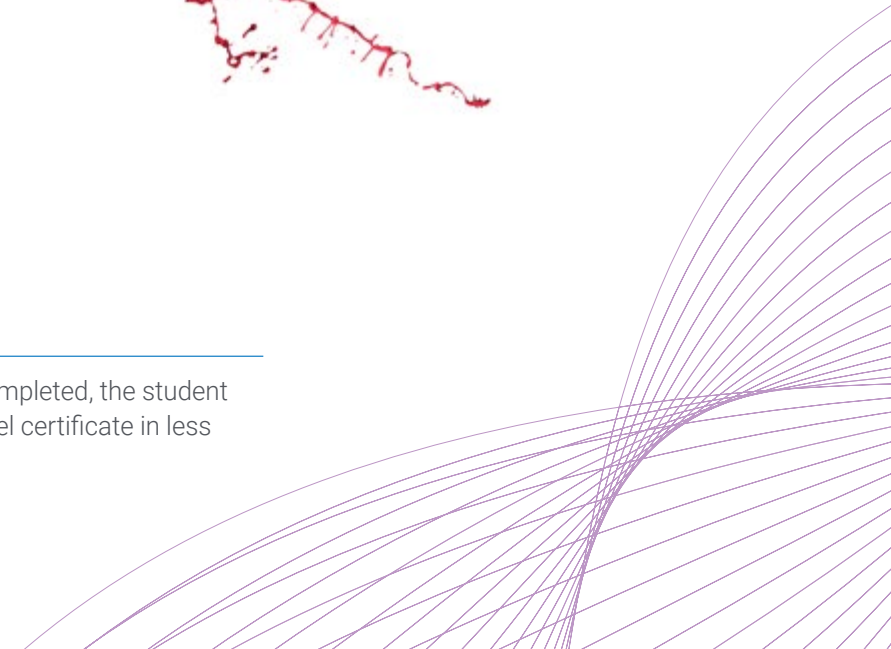 mpleted, the student
el certificate in less